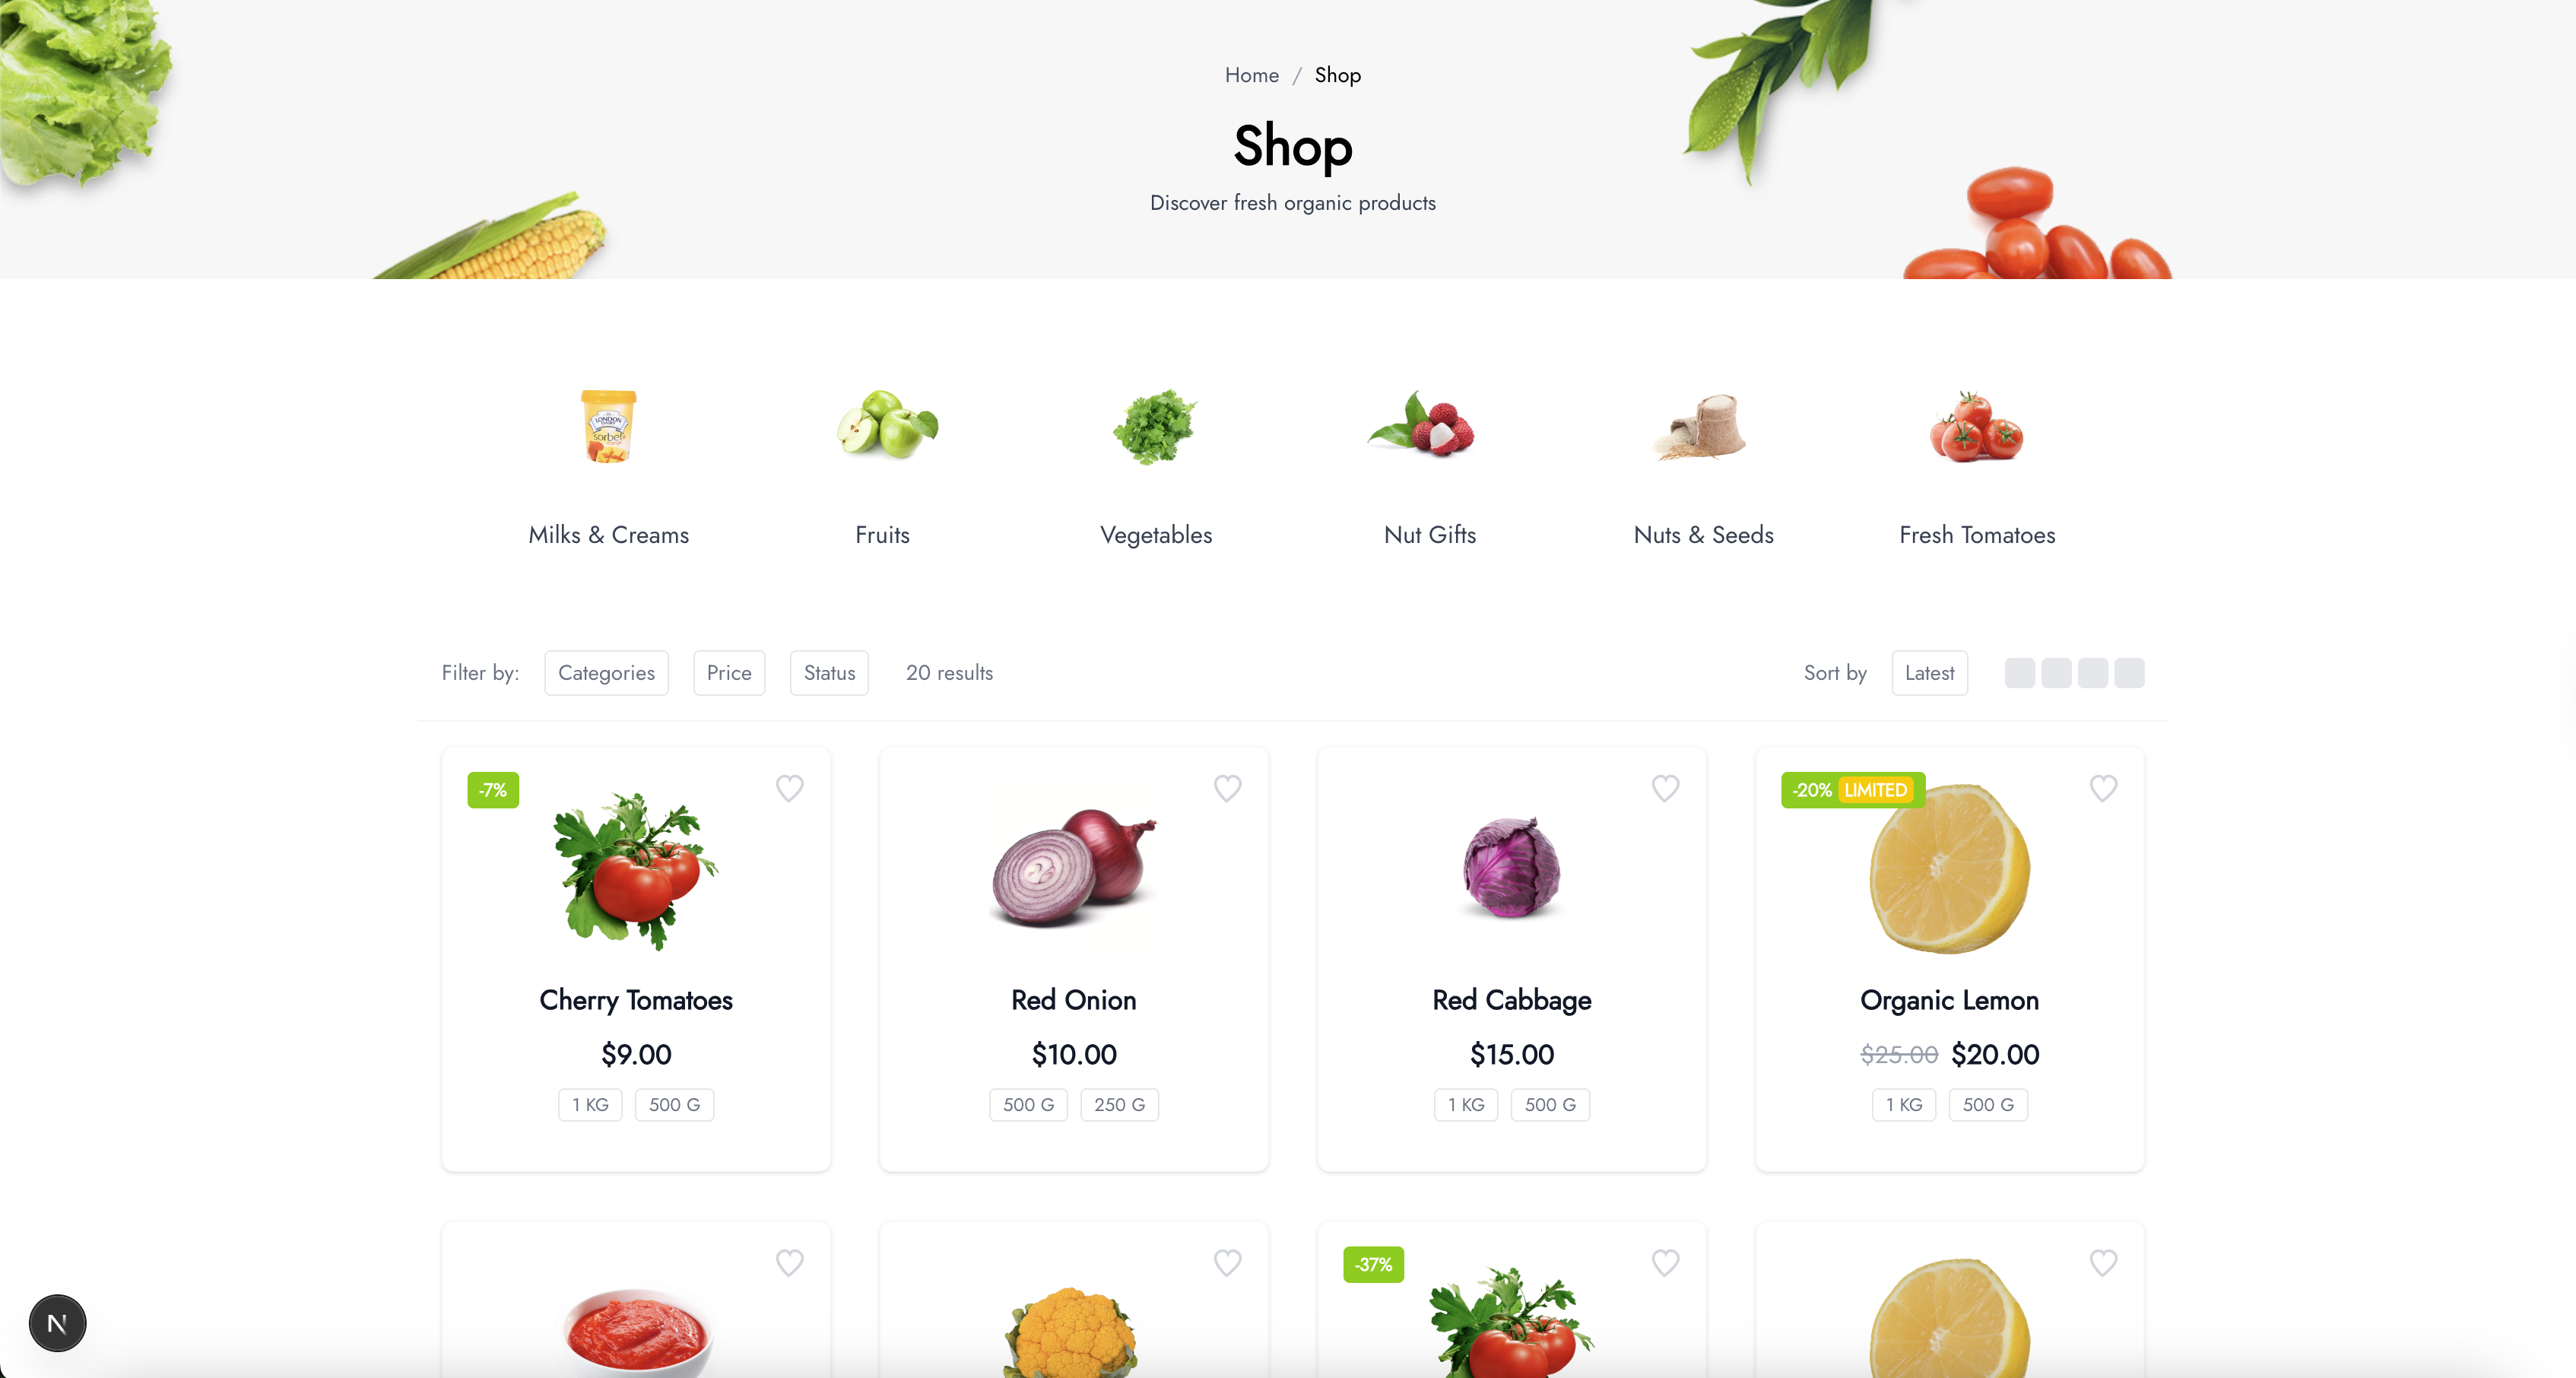 Home / Shop
Shop
Discover fresh organic products
LONDON
sorbet
Milks & Creams
Fruits
Vegetables
Nut Gifts
Nuts & Seeds
Fresh Tomatoes
Filter by: Categories Price Status 20 results
Sort by Latest
-7%
Cherry Tomatoes
$9.00
1 KG 500 G
Red Onion
$10.00
500 G 250 G
Red Cabbage
$15.00
1 KG 500 G
-20% LIMITED
Organic Lemon
$25.00 $20.00
1 KG 500 G
-37%
N